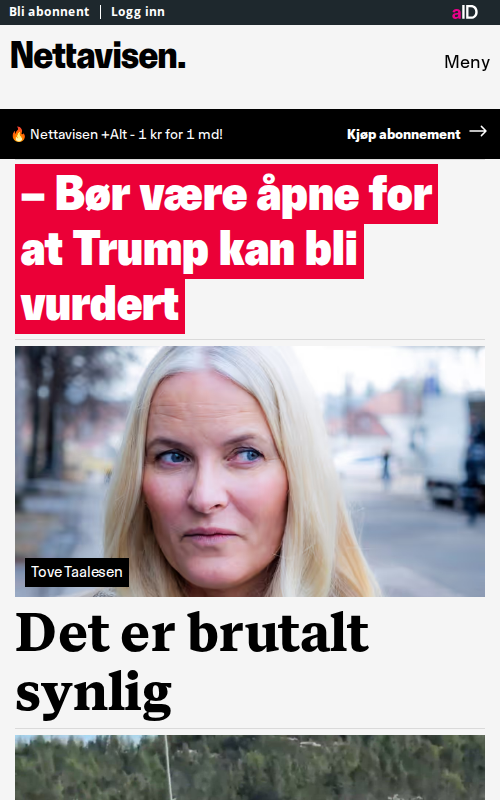 Bli abonnent | Logg inn
aID
Nettavisen.
Meny
🔥 Nettavisen +Alt - 1 kr for 1 md!
Kjøp abonnement →
– Bør være åpne for
at Trump kan bli
vurdert
Tove Taalesen
Det er brutalt
synlig